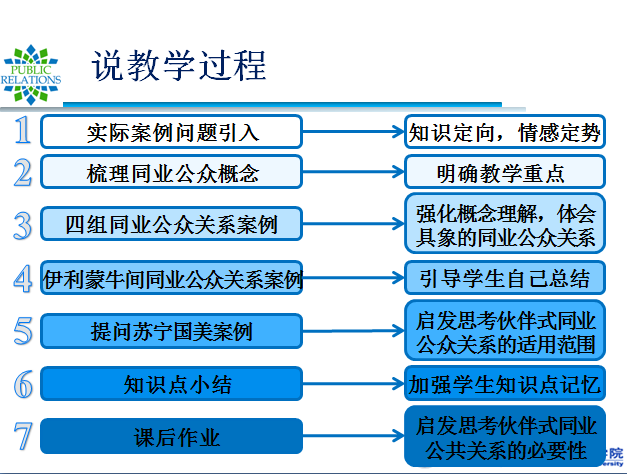 PUBLIC
RELATIONS
说教学过程
1 实际案例问题引入 知识定向，情感定势
2 梳理同业公众概念 明确教学重点
3 四组同业公众关系案例 强化概念理解，体会
具象的同业公众关系
4 伊利蒙牛间同业公众关系案例 引导学生自己总结
5 提问苏宁国美案例 启发思考伙伴式同业
公众关系的适用范围
6 知识点小结 加强学生知识点记忆
7 课后作业 启发思考伙伴式同业
公共关系的必要性
学院